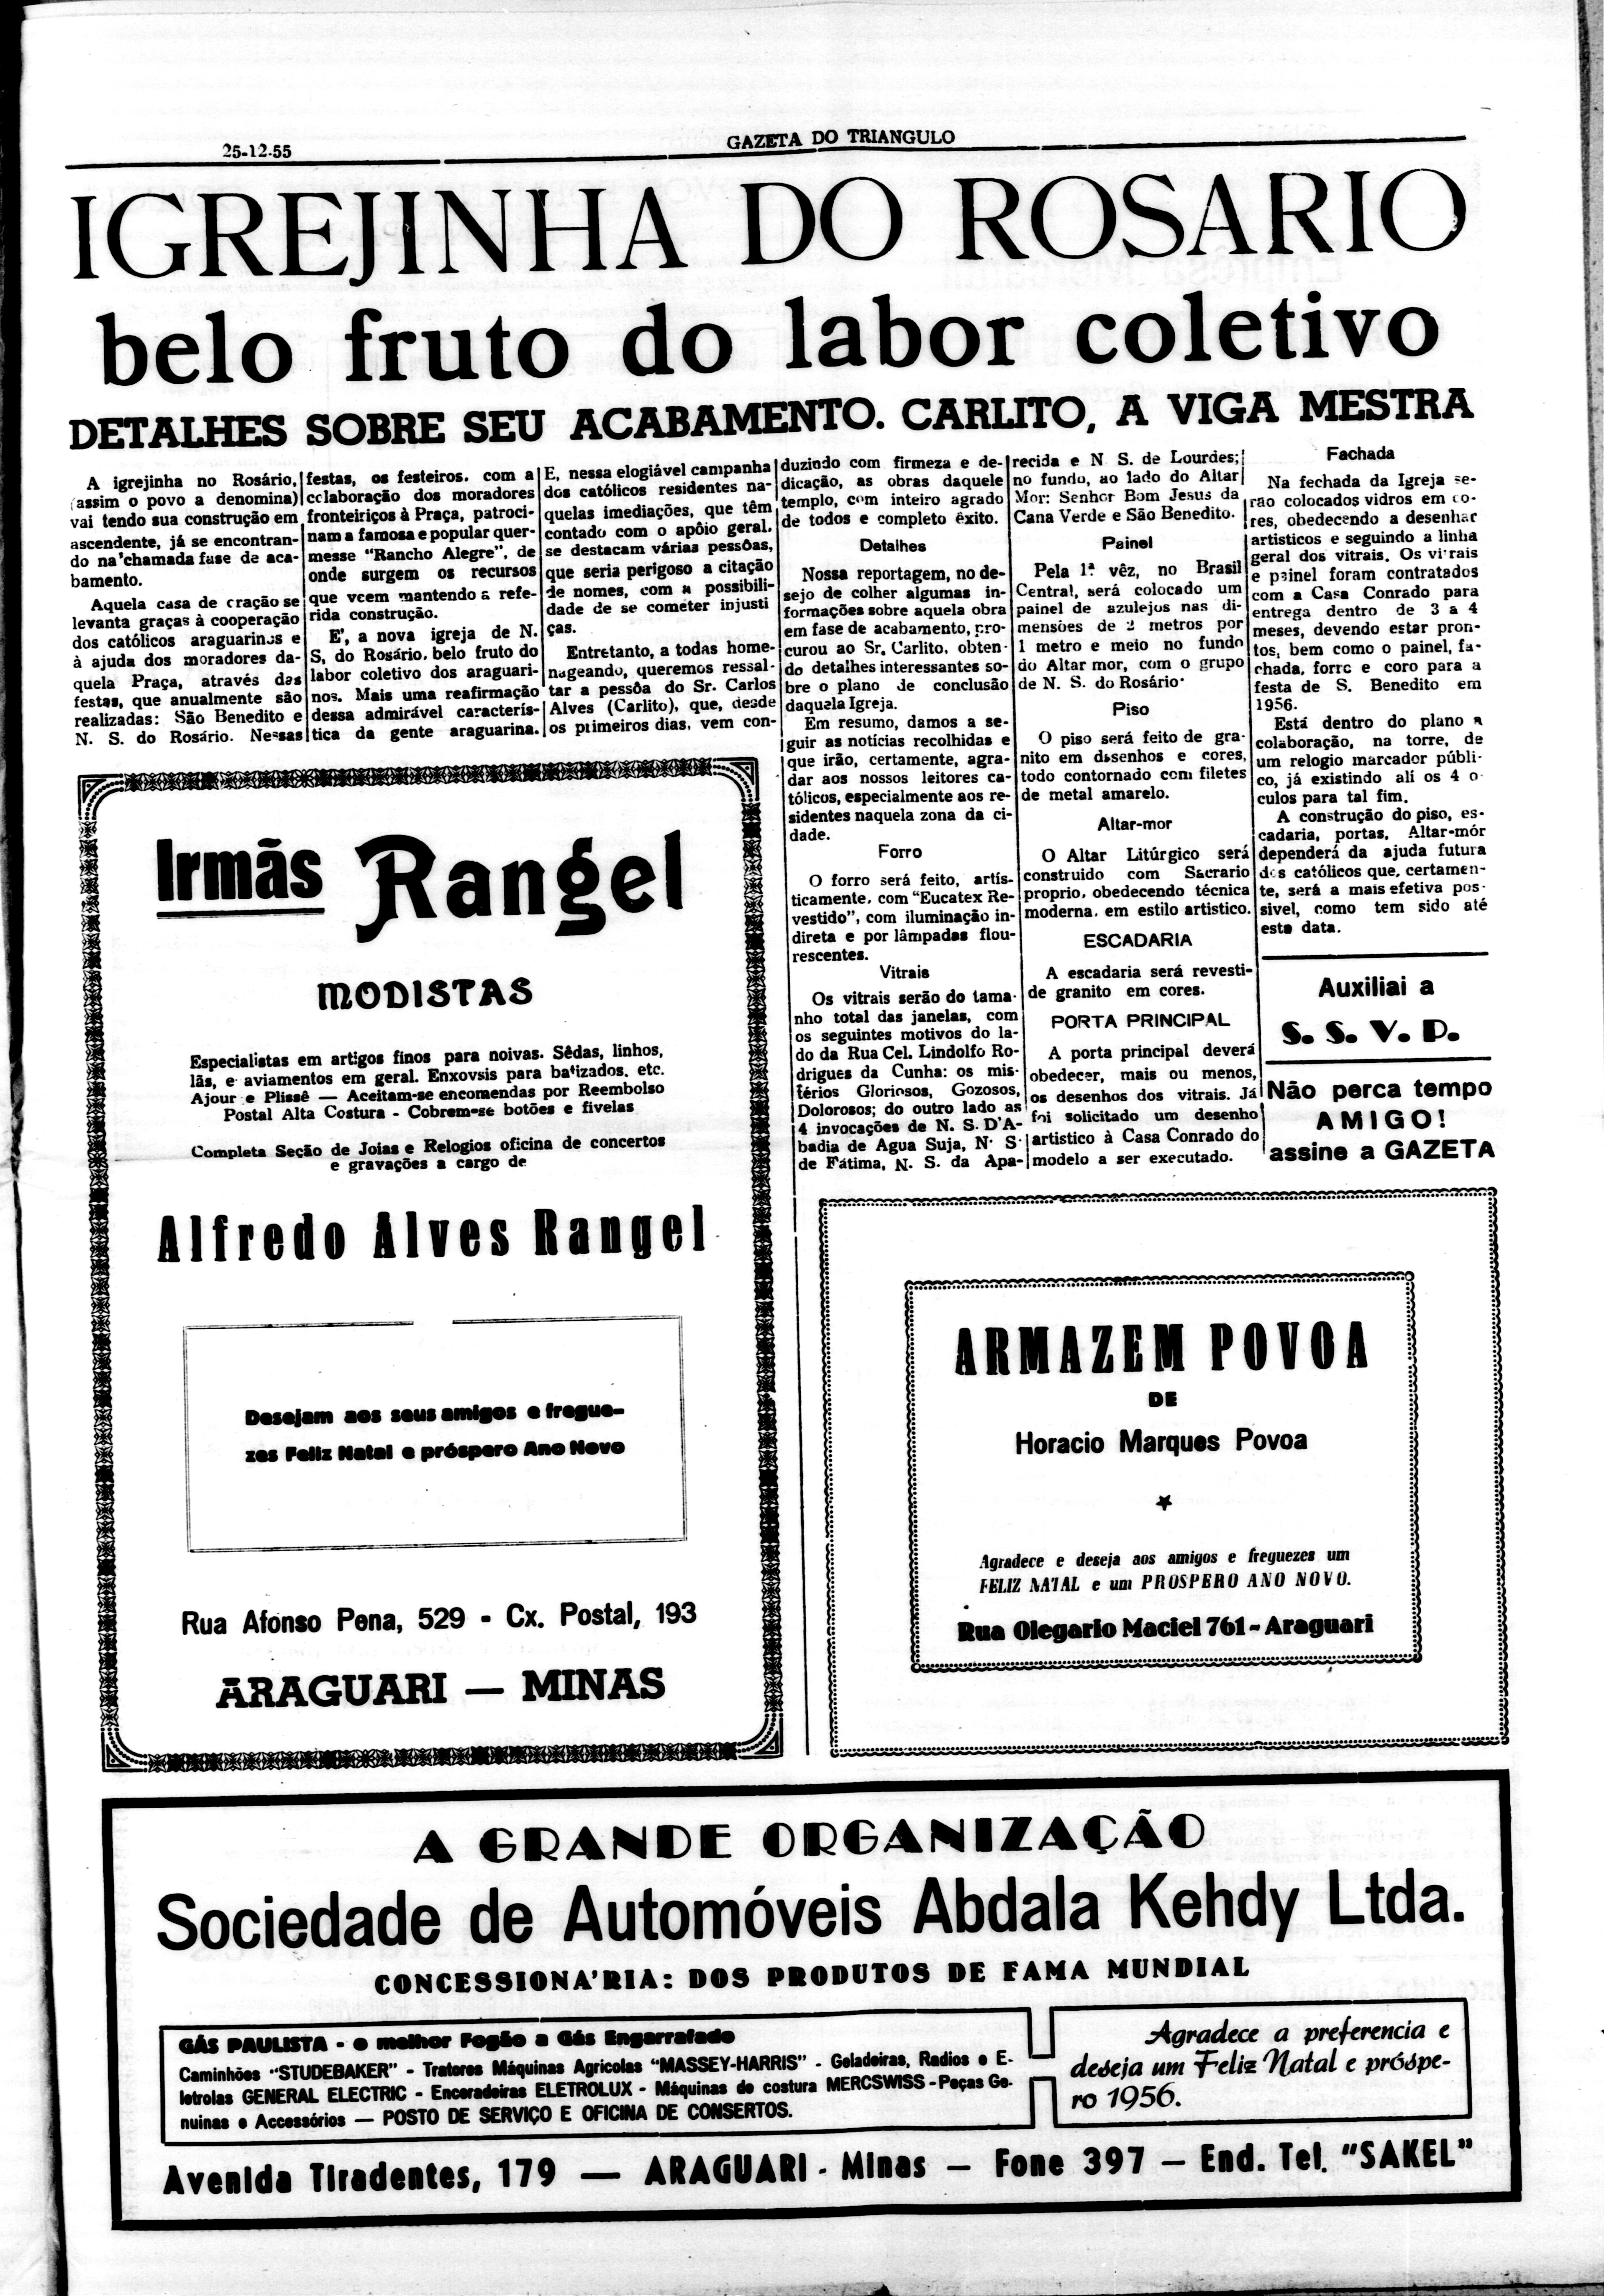 25-12-55
GAZETA DO TRIANGULO
IGREJINHA DO ROSARIO
belo fruto do labor coletivo
DETALHES SOBRE SEU ACABAMENTO. CARLITO, A VIGA MESTRA
A igrejinha no Rosário,
(assim o povo a denomina)
vai tendo sua construção em
ascendente, já se encontran-
do na chamada fase de aca-
bamento.
Aquela casa de cração se
levanta graças à cooperação
dos católicos araguarinos e
à ajuda dos moradores da-
quela Praça, através das
festas, que anualmente são
realizadas: São Benedito e
N. S. do Rosário. Nessas
festas, os festeiros, com a
colaboração dos moradores
fronteiriços à Praça, patroci-
nam a famosa e popular quer-
messe "Rancho Alegre", de
onde surgem os recursos
que veem mantendo a refe-
rida construção.
E', a nova igreja de N.
S, do Rosário, belo fruto do
labor coletivo dos araguari-
nos. Mais uma reafirmação
dessa admirável caracterís-
tica da gente araguarina.
E, nessa elogiável campanha
dos católicos residentes na-
quelas imediações, que têm
contado com o apôio geral,
se destacam várias pessôas,
que seria perigoso a citação
de nomes, com a possibili-
dade de se cometer injusti
ças.
Entretanto, a todas home-
nageando, queremos ressal-
tar a pessôa do Sr. Carlos
Alves (Carlito), que, desde
os primeiros dias, vem con-
duzindo com firmeza e de-
dicação, as obras daquele
templo, com inteiro agrado
de todos e completo êxito.
Detalhes
Nossa reportagem, no de-
sejo de colher algumas in-
formações sobre aquela obra
em fase de acabamento, pro-
curou ao Sr. Carlito, obten-
do detalhes interessantes so-
bre o plano de conclusão
daquela Igreja.
Em resumo, damos a se-
guir as notícias recolhidas e
que irão, certamente, agra-
dar aos nossos leitores ca-
tólicos, especialmente aos re-
sidentes naquela zona da ci-
dade.
Forro
O forro será feito, artís-
ticamente, com "Eucatex Re-
vestido", com iluminação in-
direta e por lâmpadas flou-
rescentes.
Vitrais
Os vitrais serão do tama-
nho total das janelas, com
os seguintes motivos do la-
do da Rua Cel. Lindolfo Ro-
drigues da Cunha: os mis-
térios Gloriosos, Gozosos,
Dolorosos; do outro lado as
4 invocações de N. S. D'A-
badia de Agua Suja, N. S.
de Fátima, N. S. da Apa-
recida e N S. de Lourdes;
no fundo, ao lado do Altar
Mor: Senhor Bom Jesus da
Cana Verde e São Benedito.
Painel
Pela 1ª vêz, no Brasil
Central, será colocado um
painel de azulejos nas di-
mensões de 2 metros por
1 metro e meio no fundo
do Altar mor, com o grupo
de N. S. do Rosário.
Piso
O piso será feito de gra-
nito em desenhos e cores,
todo contornado com filetes
de metal amarelo.
Altar-mor
O Altar Litúrgico será
construido com Sacrario
proprio, obedecendo técnica
moderna, em estilo artistico.
ESCADARIA
A escadaria será revesti-
de granito em cores.
PORTA PRINCIPAL
A porta principal deverá
obedecer, mais ou menos,
os desenhos dos vitrais. Já
foi solicitado um desenho
artistico à Casa Conrado do
modelo a ser executado.
Fachada
Na fechada da Igreja se-
rão colocados vidros em co-
res, obedecendo a desenhar
artisticos e seguindo a linha
geral dos vitrais. Os vitrais
e painel foram contratados
com a Casa Conrado para
entrega dentro de 3 a 4
meses, devendo estar pron-
tos, bem como o painel, fa-
chada, forro e coro para a
festa de S. Benedito em
1956.
Está dentro do plano a
colaboração, na torre, de
um relogio marcador públi-
co, já existindo alí os 4 o-
culos para tal fim.
A construção do piso, es-
cadaria, portas, Altar-mór
dependerá da ajuda futura
dos católicos que, certamen-
te, será a mais efetiva pos-
sivel, como tem sido até
esta data.
Auxiliai a
S. S. V. P.
Não perca tempo
AMIGO!
assine a GAZETA
Irmãs Rangel
MODISTAS
Especialistas em artigos finos para noivas. Sêdas, linhos,
lãs, e aviamentos em geral. Enxovsis para batizados, etc.
Ajour e Plissê — Aceitam-se encomendas por Reembolso
Postal Alta Costura - Cobrem-se botões e fivelas
Completa Seção de Joias e Relogios oficina de concertos
e gravações a cargo de
Alfredo Alves Rangel
Desejam aos seus amigos e fregue-
zes Feliz Natal e próspero Ano Novo
Rua Afonso Pena, 529 - Cx. Postal, 193
ARAGUARI — MINAS
ARMAZEM POVOA
DE
Horacio Marques Povoa
Agradece e deseja aos amigos e freguezes um
FELIZ NATAL e um PROSPERO ANO NOVO.
Rua Olegario Maciel 761 - Araguari
A GRANDE ORGANIZAÇÃO
Sociedade de Automóveis Abdala Kehdy Ltda.
CONCESSIONA'RIA: DOS PRODUTOS DE FAMA MUNDIAL
GÁS PAULISTA - o melhor Fogão a Gás Engarrafado
Caminhões "STUDEBAKER" - Tratores Máquinas Agricolas "MASSEY-HARRIS" - Geladeiras, Radios e E-
letrolas GENERAL ELECTRIC - Enceradeiras ELETROLUX - Máquinas de costura MERCSWISS - Peças Ge-
nuinas e Accessórios — POSTO DE SERVIÇO E OFICINA DE CONSERTOS.
Agradece a preferencia e
deseja um Feliz Natal e próspe-
ro 1956.
Avenida Tiradentes, 179 — ARAGUARI - Minas — Fone 397 — End. Tel. "SAKEL"